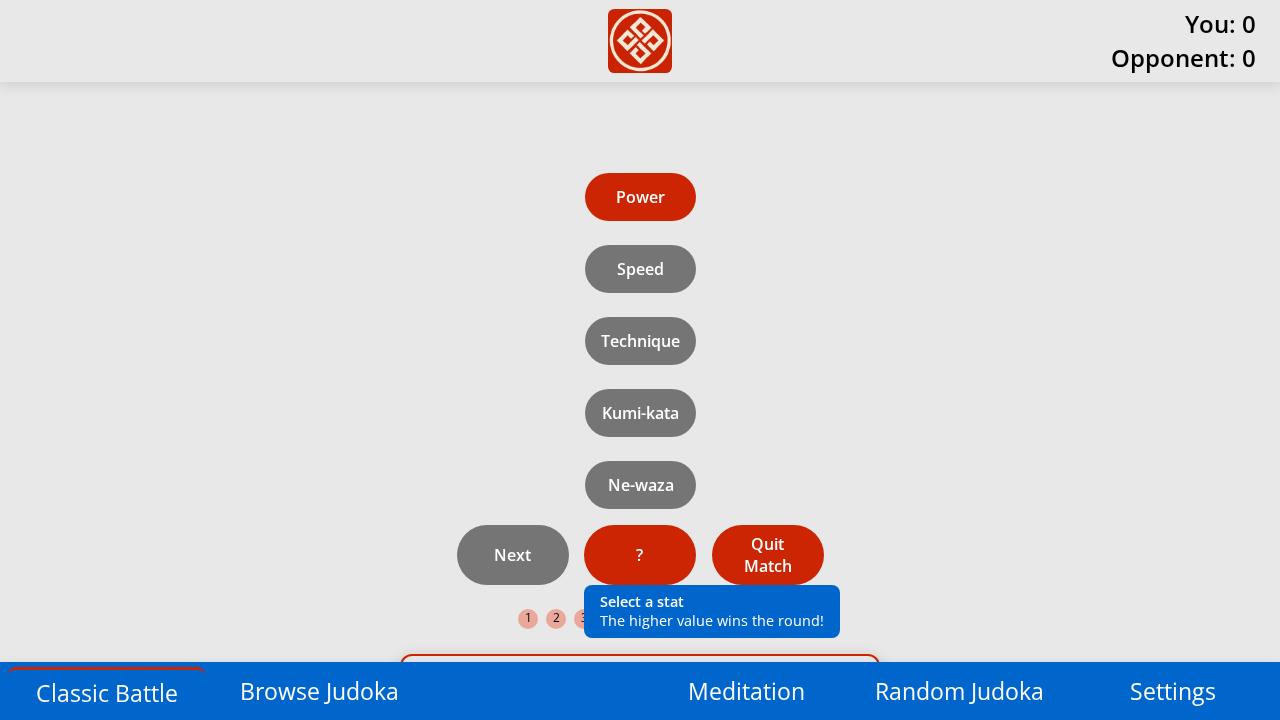 You: 0
Opponent: 0
Power
Speed
Technique
Kumi-kata
Ne-waza
Next
?
Quit
Match
1 2 3
Select a stat
The higher value wins the round!
Classic Battle
Browse Judoka
Meditation
Random Judoka
Settings